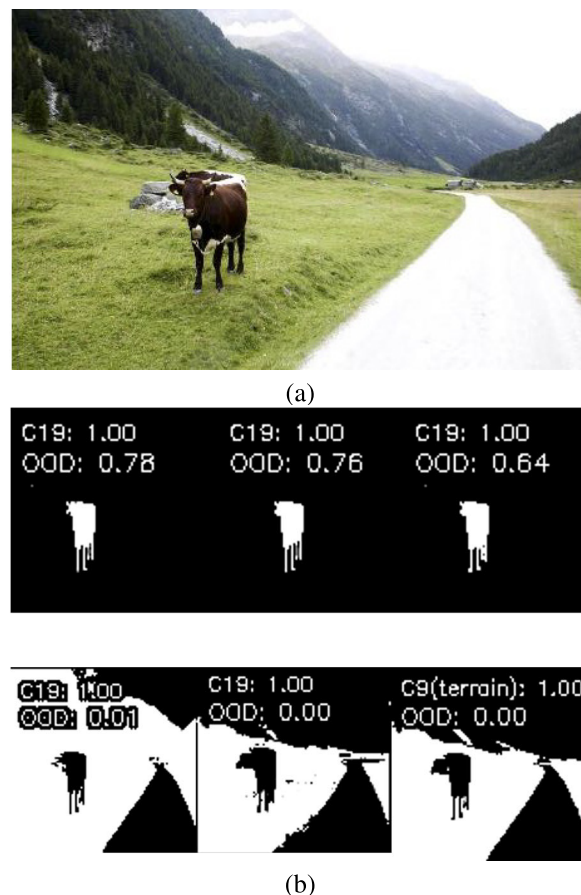 (a)
C19: 1.00 C19: 1.00 C19: 1.00
OOD: 0.78 OOD: 0.76 OOD: 0.64
C19: 1.00 C19: 1.00 C9(terrain): 1.00
OOD: 0.01 OOD: 0.00 OOD: 0.00
(b)